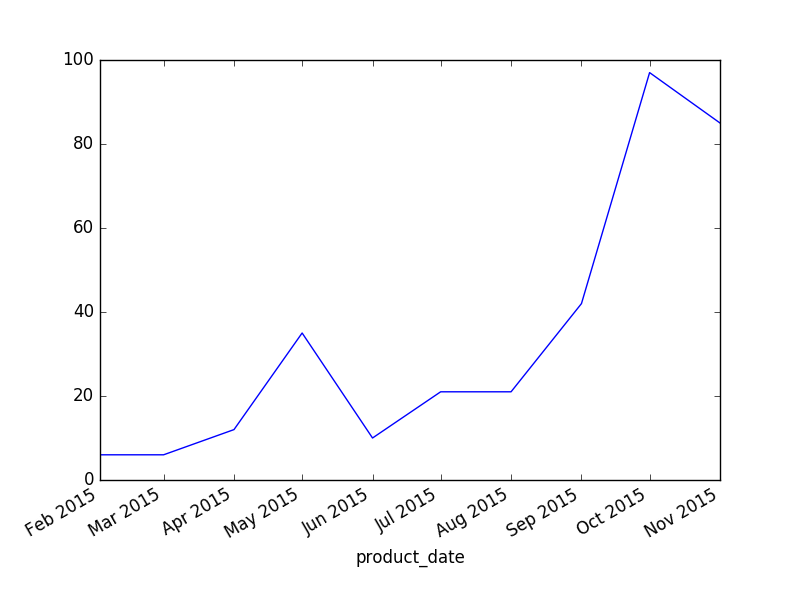 100
80
60
40
20
0
Feb 2015
Mar 2015
Apr 2015
May 2015
Jun 2015
Jul 2015
Aug 2015
Sep 2015
Oct 2015
Nov 2015
product_date